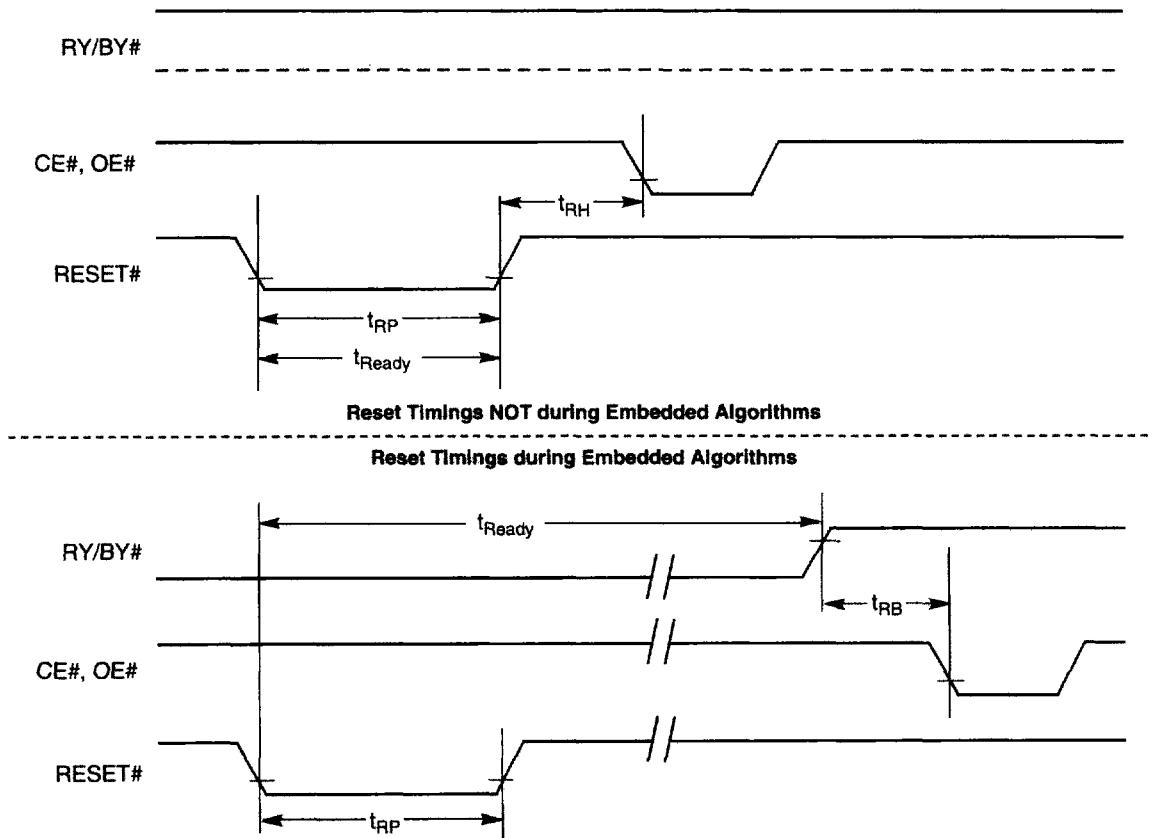 RY/BY#
CE#, OE#
tRH
RESET#
tRP
tReady
Reset Timings NOT during Embedded Algorithms
Reset Timings during Embedded Algorithms
tReady
RY/BY#
tRB
CE#, OE#
RESET#
tRP